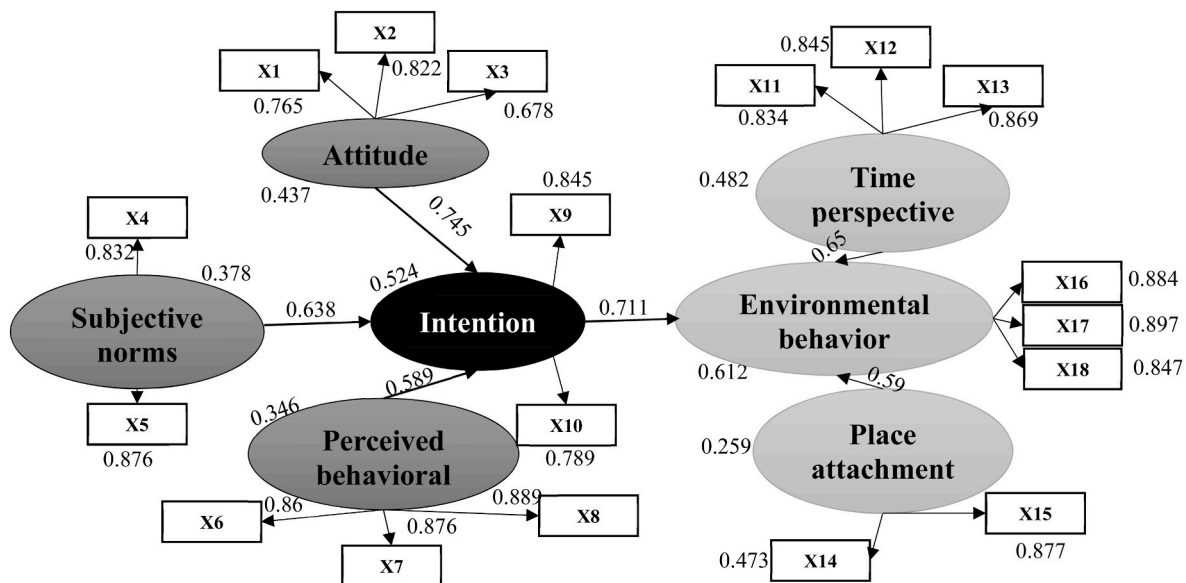 X1
X2
X3
0.765
0.822
0.678
Attitude
0.437
0.745
X4
0.832
0.378
Subjective
norms
0.638
X5
0.876
0.845
X9
0.524
Intention
0.711
0.589
0.346
Perceived
behavioral
X10
0.789
X6
0.86
X7
0.876
0.889
X8
0.845
X12
X11
0.834
X13
0.869
0.482
Time
perspective
0.65
Environmental
behavior
0.612
X16
0.884
X17
0.897
X18
0.847
0.59
0.259
Place
attachment
0.473
X14
X15
0.877